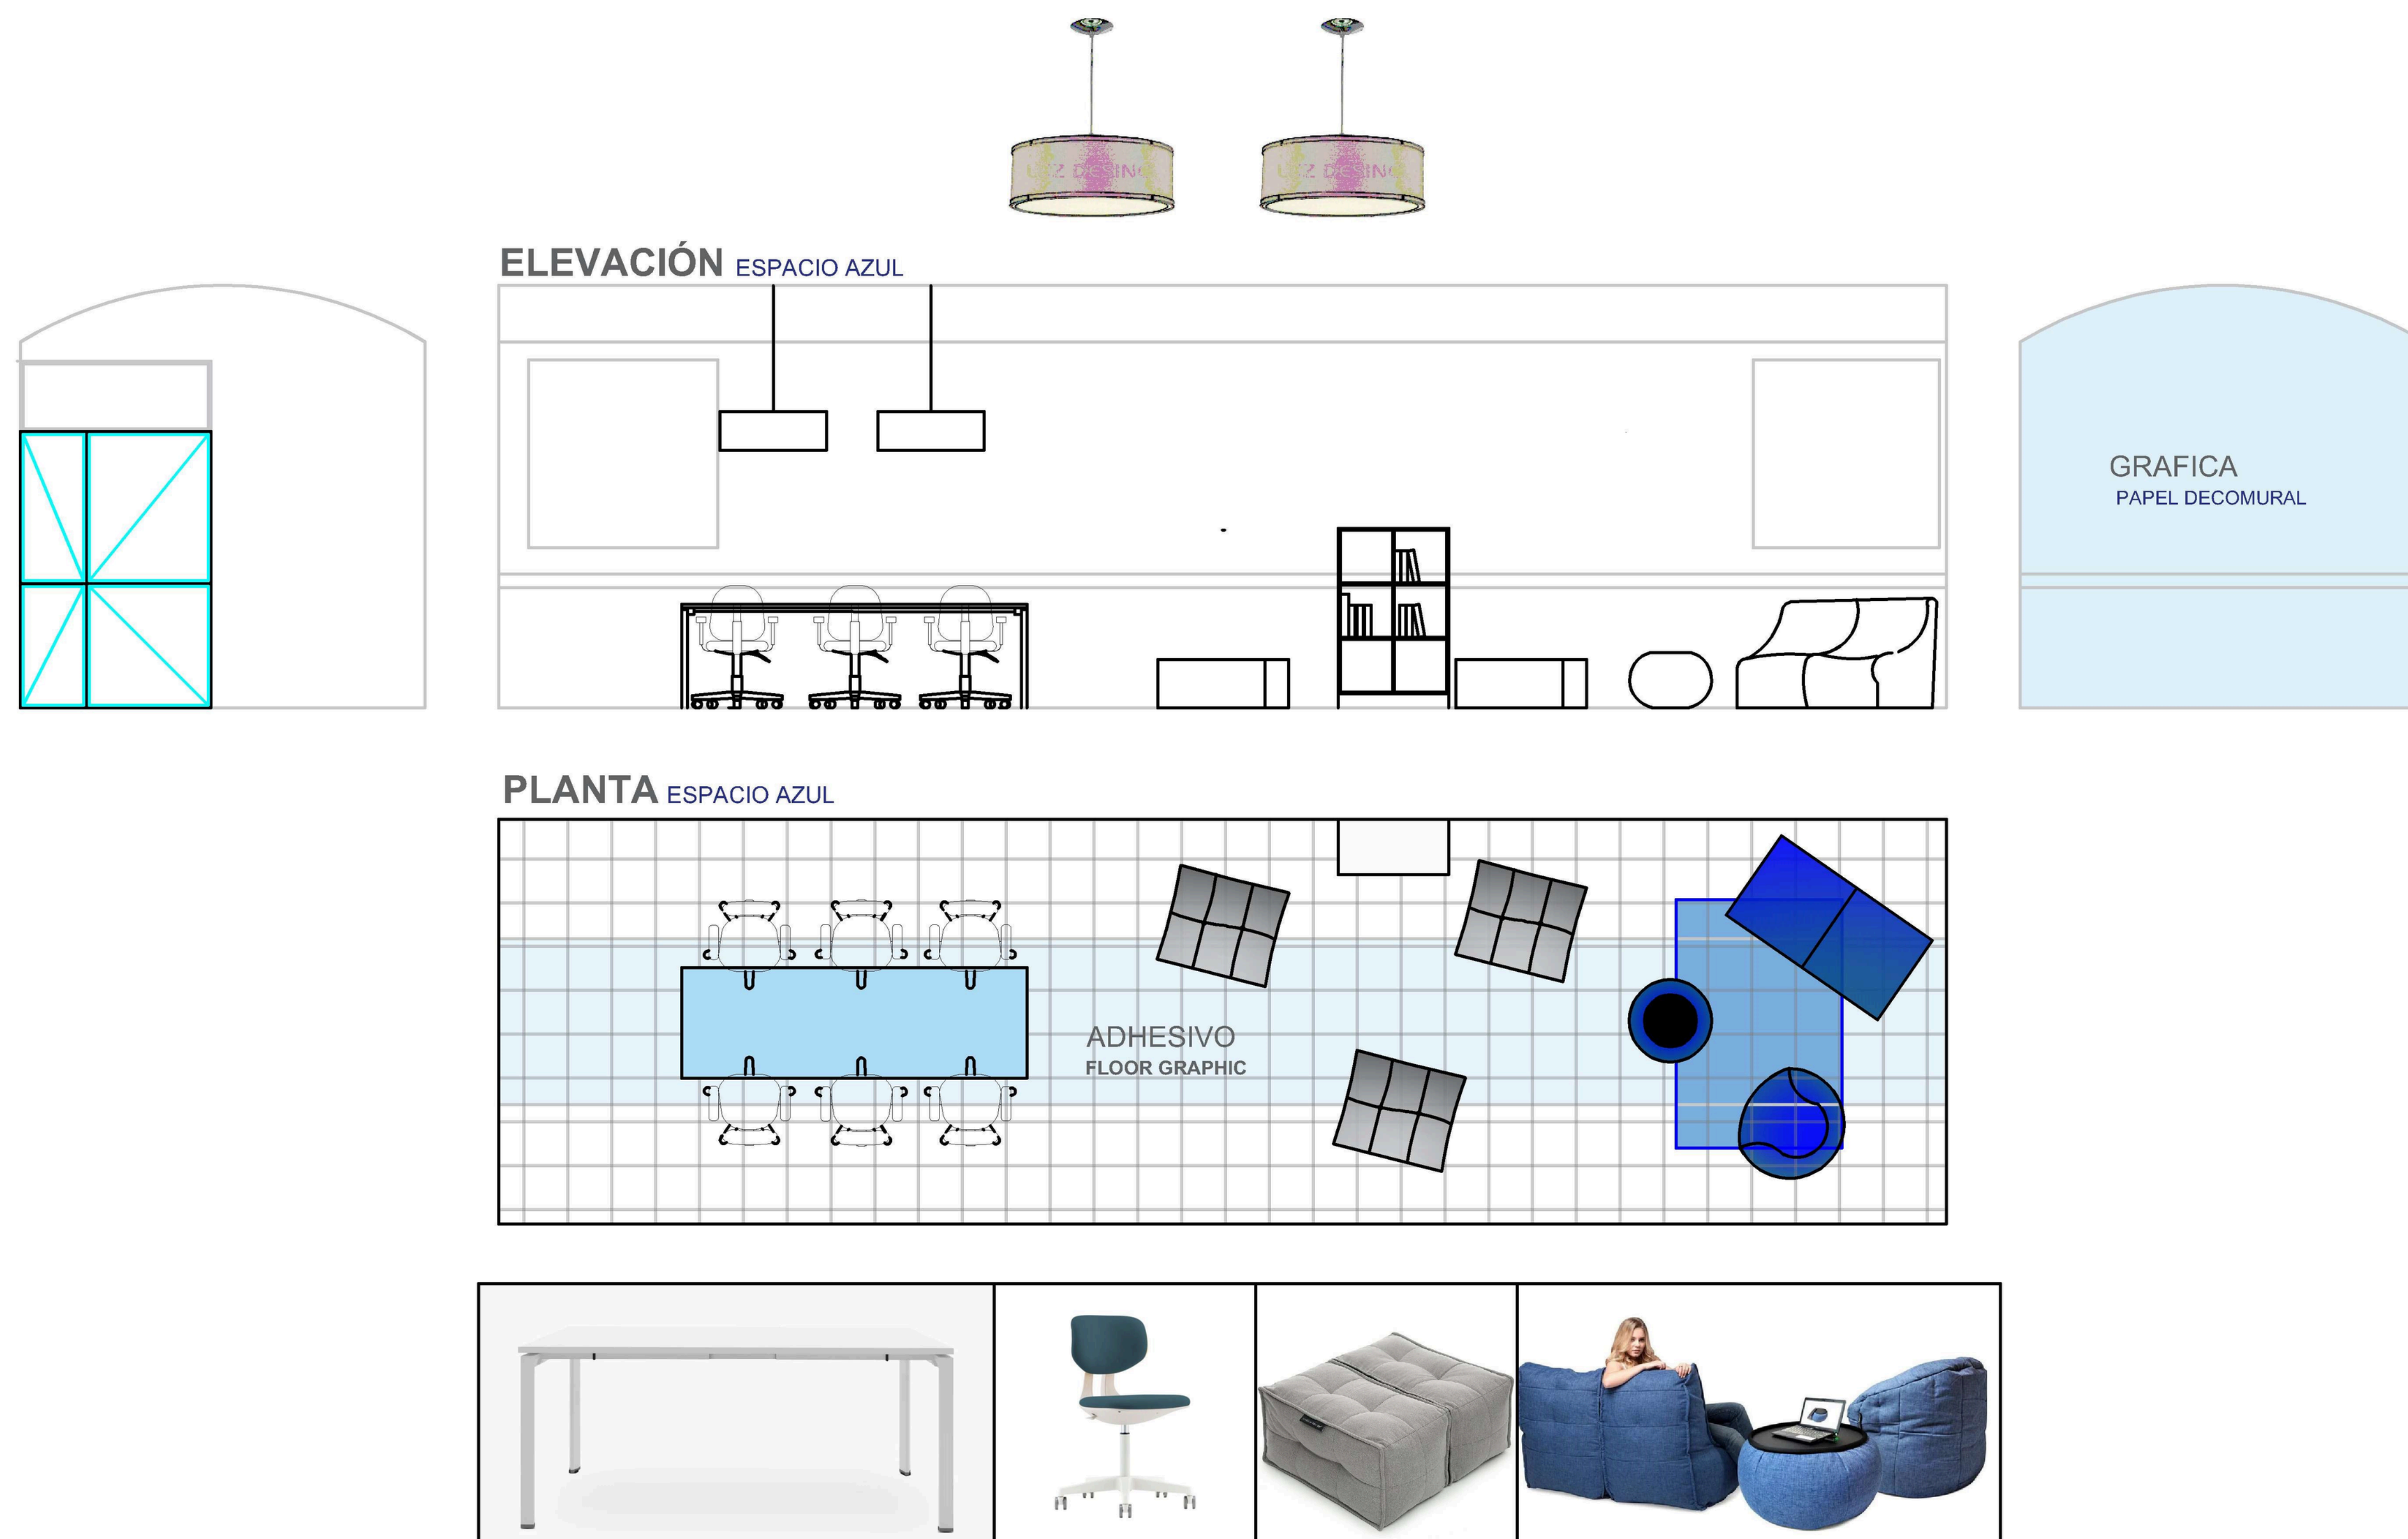 ELEVACIÓN ESPACIO AZUL
GRAFICA
PAPEL DECOMURAL
PLANTA ESPACIO AZUL
ADHESIVO
FLOOR GRAPHIC